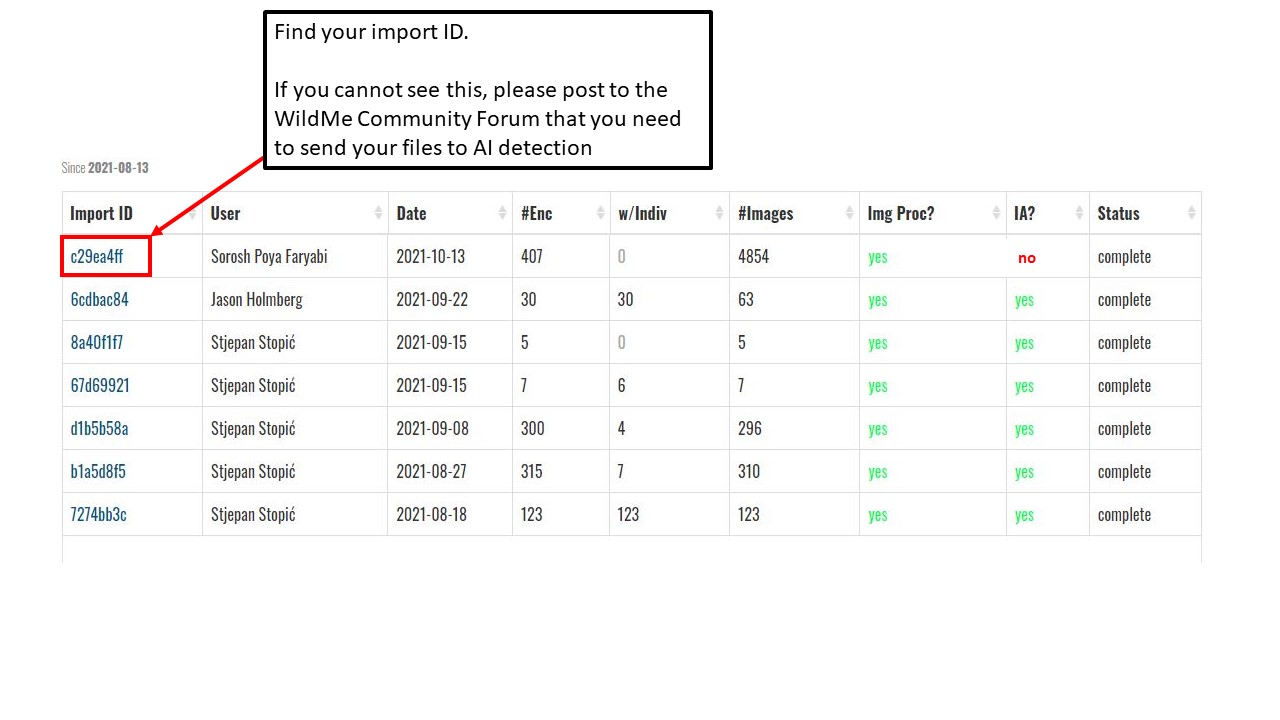 Find your import ID.
If you cannot see this, please post to the
WildMe Community Forum that you need
to send your files to AI detection
Since 2021-08-13
Import ID User Date #Enc w/Indiv #Images Img Proc? IA? Status
c29ea4ff Sorosh Poya Faryabi 2021-10-13 407 0 4854 yes no complete
6cdbac84 Jason Holmberg 2021-09-22 30 30 63 yes yes complete
8a40f1f7 Stjepan Stopić 2021-09-15 5 0 5 yes yes complete
67d69921 Stjepan Stopić 2021-09-15 7 6 7 yes yes complete
d1b5b58a Stjepan Stopić 2021-09-08 300 4 296 yes yes complete
b1a5d8f5 Stjepan Stopić 2021-08-27 315 7 310 yes yes complete
7274bb3c Stjepan Stopić 2021-08-18 123 123 123 yes yes complete